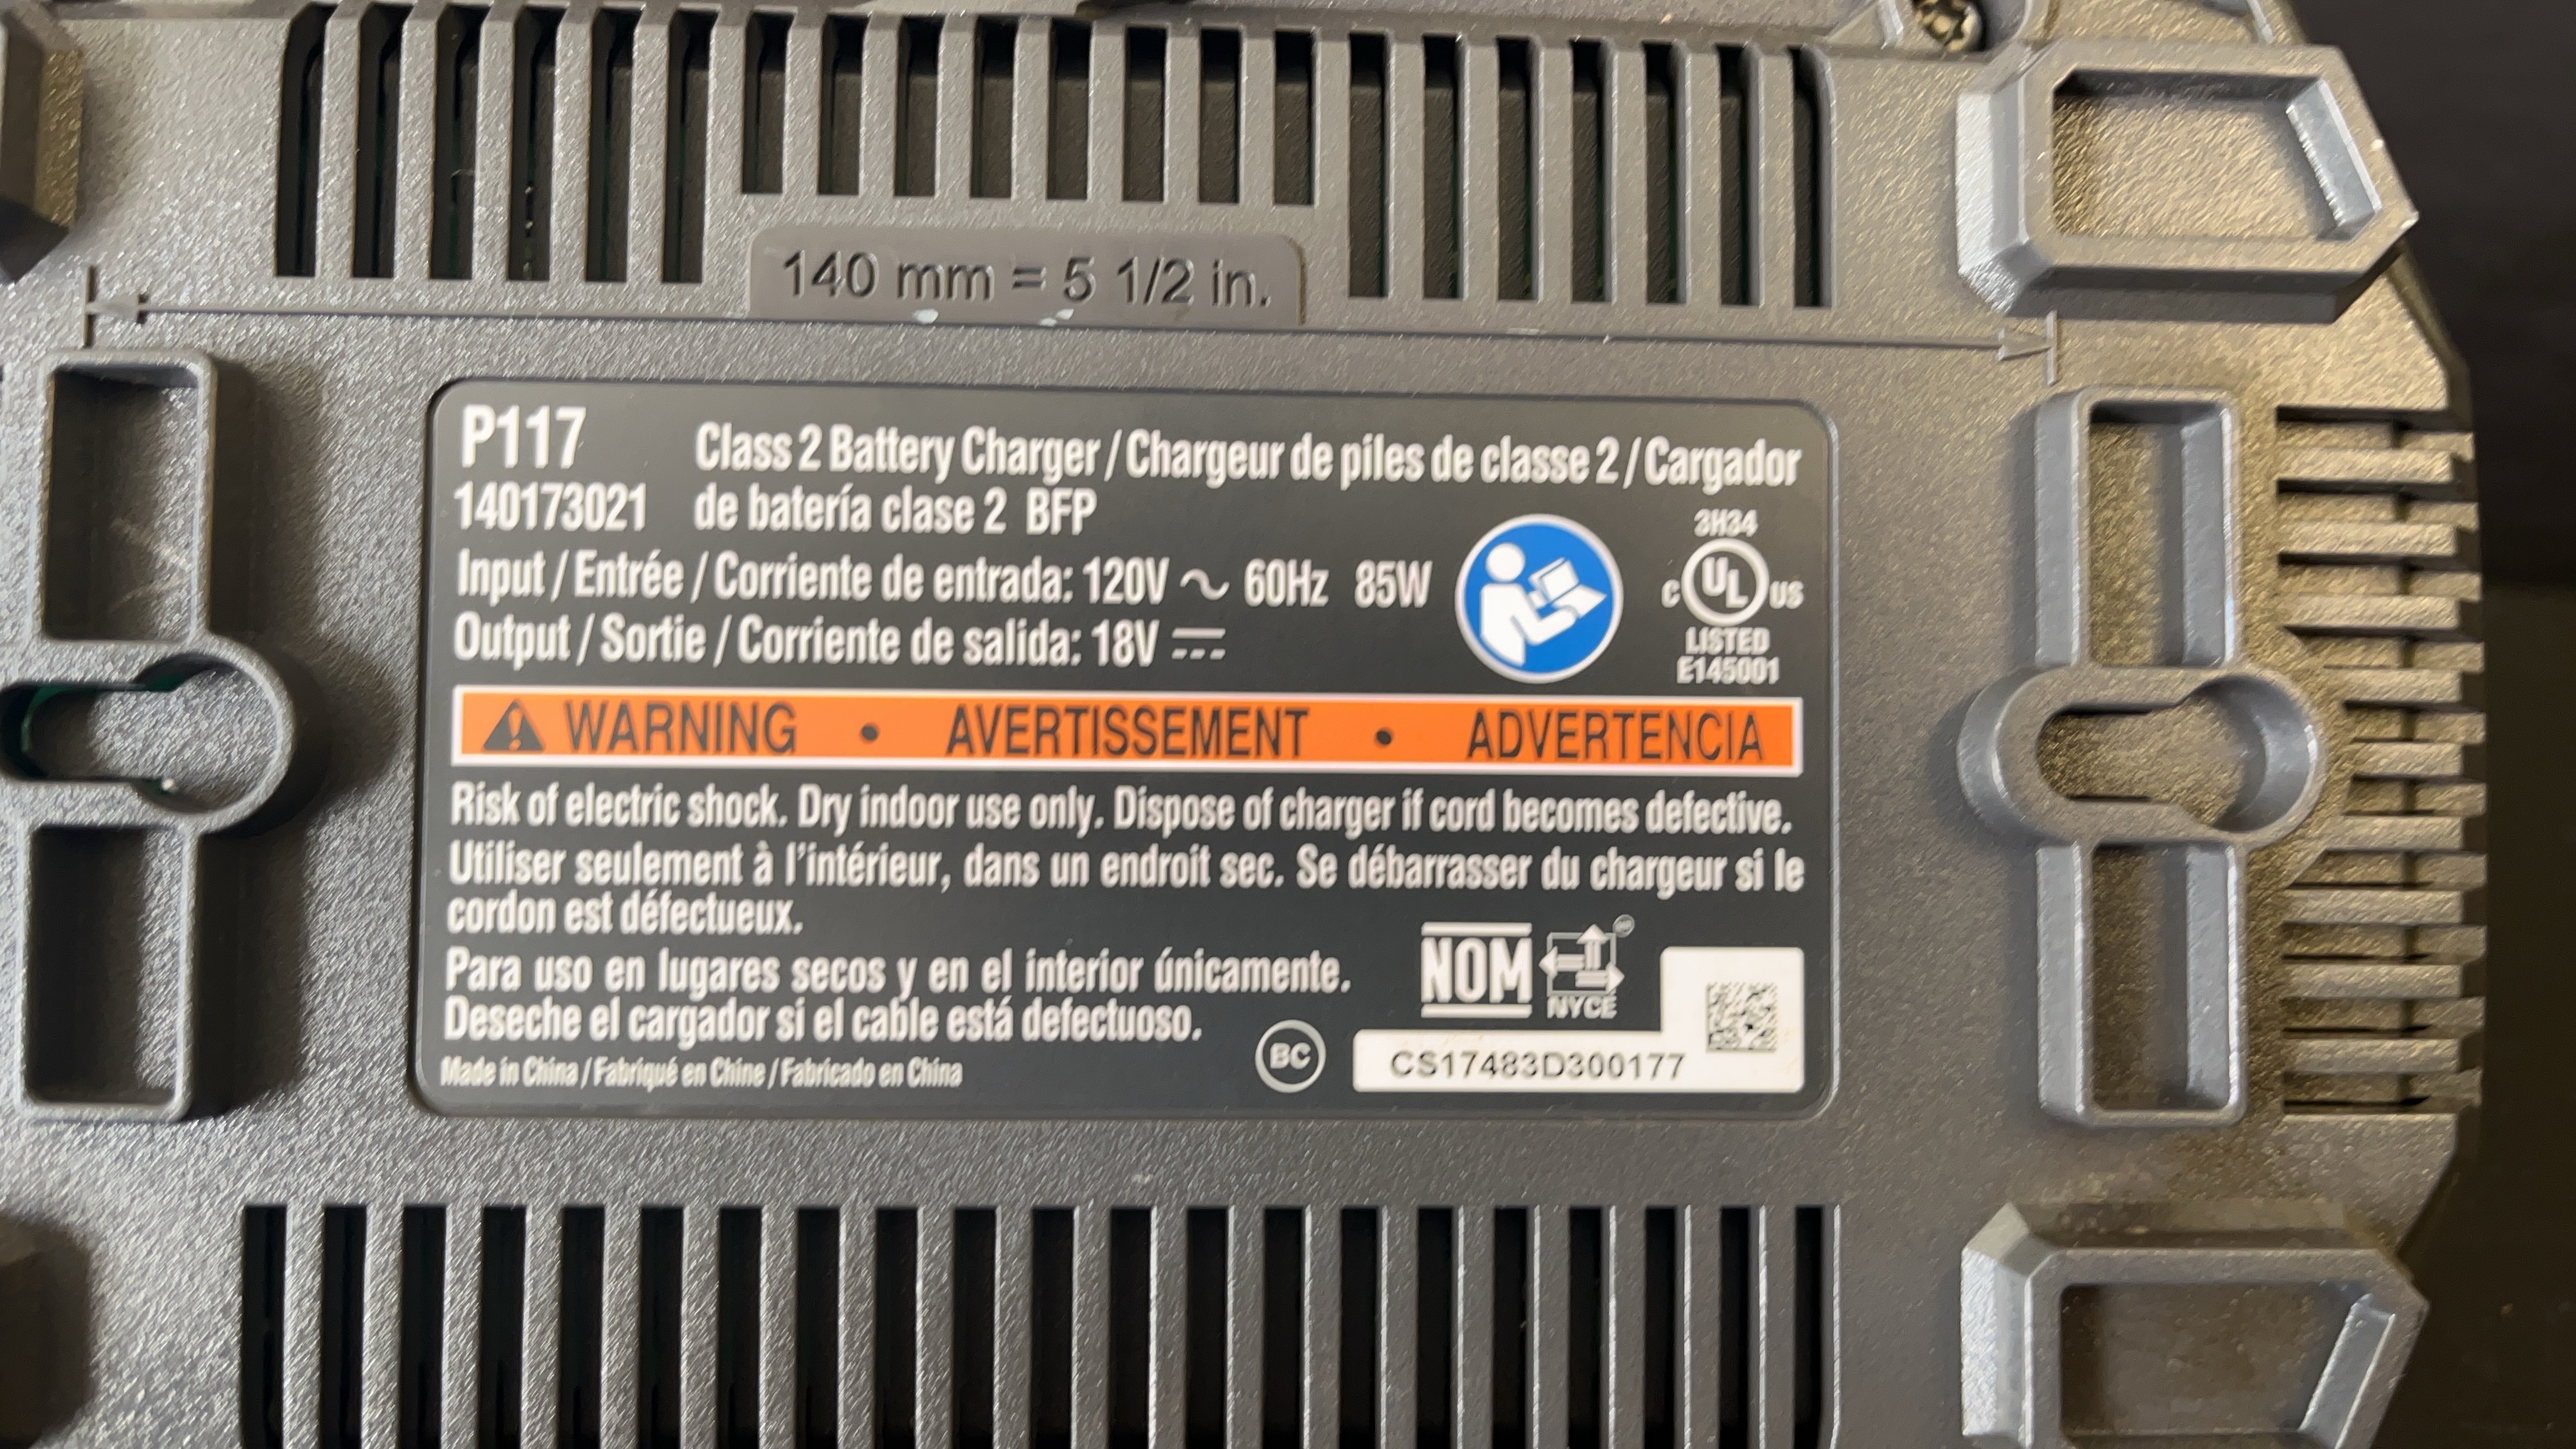 140 mm = 5 1/2 in.
P117
Class 2 Battery Charger / Chargeur de piles de classe 2 / Cargador
140173021 de batería clase 2 BFP
Input / Entrée / Corriente de entrada: 120V ~ 60Hz 85W
Output / Sortie / Corriente de salida: 18V ⎓
3H34
C UL US
LISTED
E145001
⚠ WARNING • AVERTISSEMENT • ADVERTENCIA
Risk of electric shock. Dry indoor use only. Dispose of charger if cord becomes defective.
Utiliser seulement à l'intérieur, dans un endroit sec. Se débarrasser du chargeur si le
cordon est défectueux.
Para uso en lugares secos y en el interior únicamente.
Deseche el cargador si el cable está defectuoso.
Made in China / Fabriqué en Chine / Fabricado en China
NOM
NYCE
BC
CS17483D300177